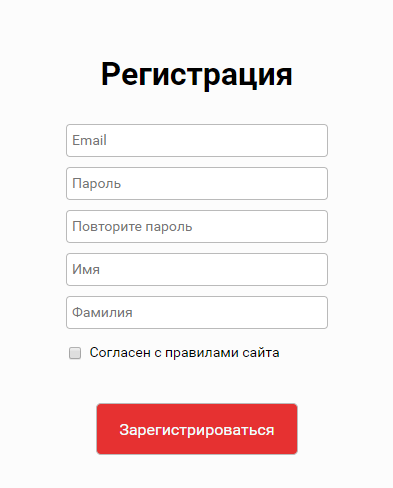 Регистрация
Email
Пароль
Повторите пароль
Имя
Фамилия
Согласен с правилами сайта
Зарегистрироваться